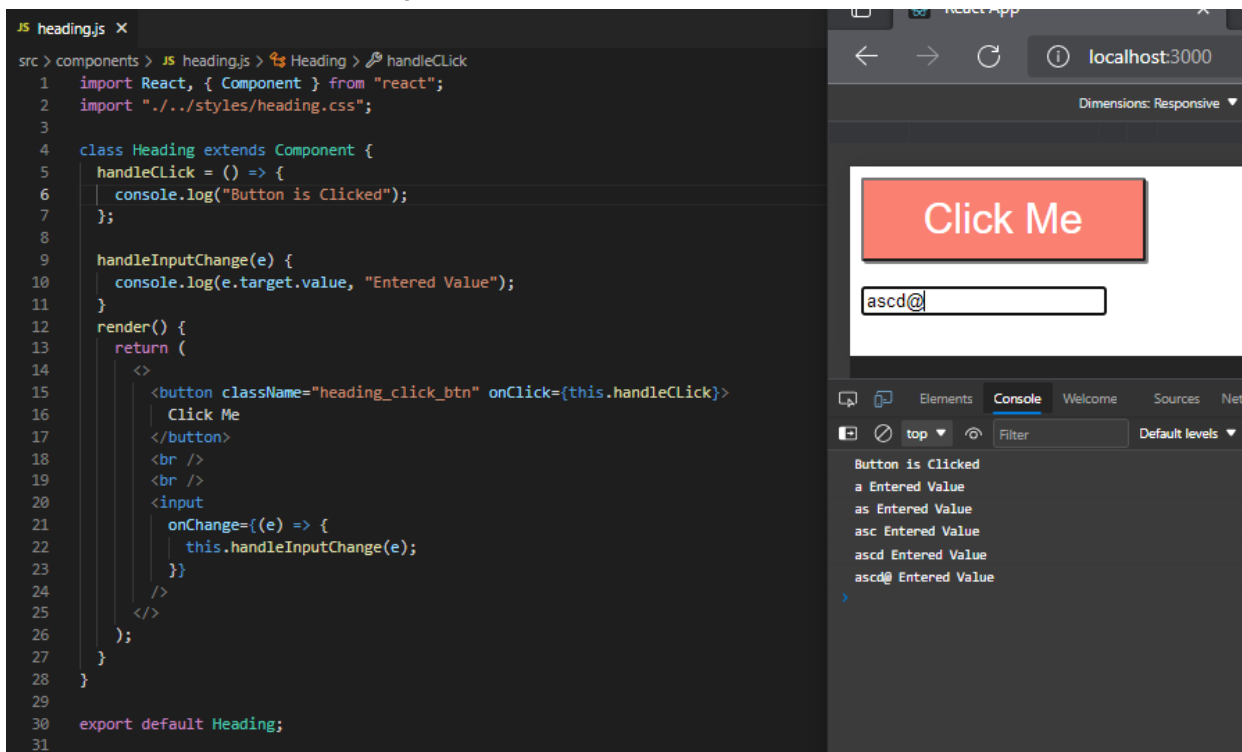 JS heading.js ×
src > components > JS heading.js > Heading > handleCLick
1 import React, { Component } from "react";
2 import "./../styles/heading.css";
3
4 class Heading extends Component {
5 handleCLick = () => {
6 console.log("Button is Clicked");
7 };
8
9 handleInputChange(e) {
10 console.log(e.target.value, "Entered Value");
11 }
12 render() {
13 return (
14 <>
15 <button className="heading_click_btn" onClick={this.handleCLick}>
16 Click Me
17 </button>
18 <br />
19 <br />
20 <input
21 onChange={(e) => {
22 this.handleInputChange(e);
23 }}
24 />
25 </>
26 );
27 }
28 }
29
30 export default Heading;
31
React App
localhost:3000
Dimensions: Responsive ▼
Click Me
ascd@
Elements Console Welcome Sources Net
top ▼ Filter Default levels ▼
Button is Clicked
a Entered Value
as Entered Value
asc Entered Value
ascd Entered Value
ascd@ Entered Value
>